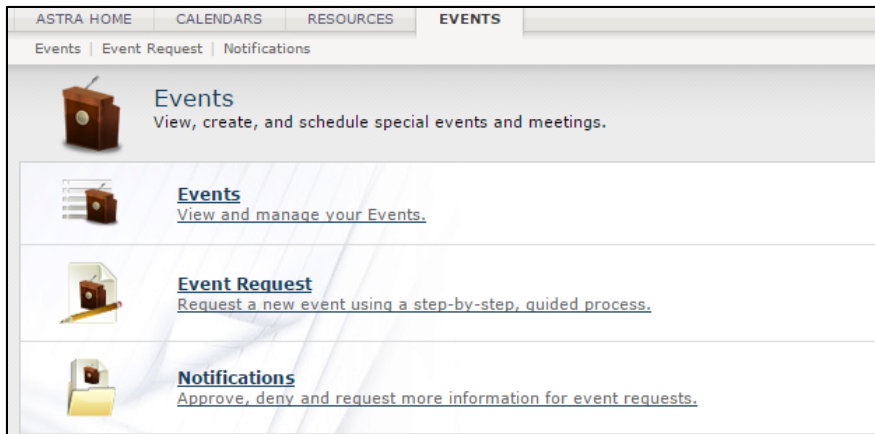 ASTRA HOME CALENDARS RESOURCES EVENTS
Events | Event Request | Notifications
Events
View, create, and schedule special events and meetings.
Events
View and manage your Events.
Event Request
Request a new event using a step-by-step, guided process.
Notifications
Approve, deny and request more information for event requests.